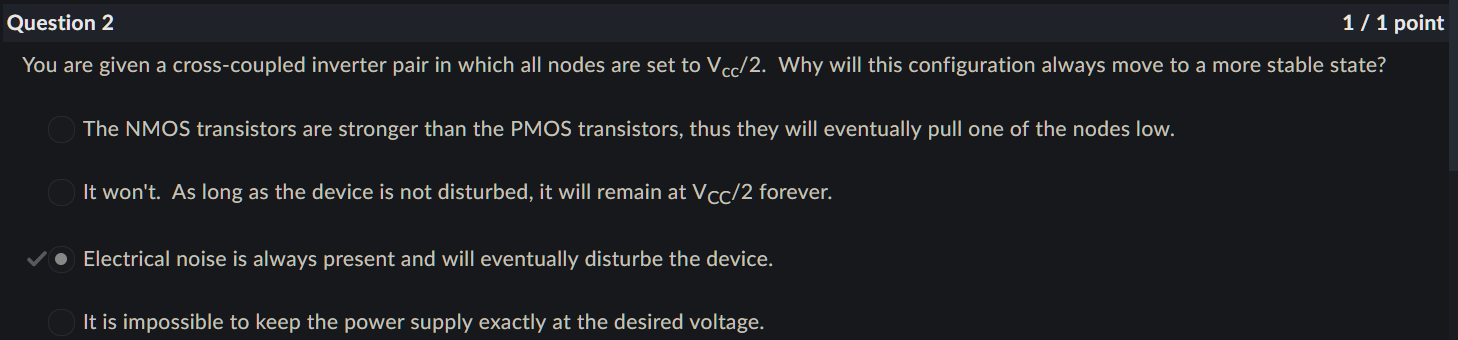 Question 2
1 / 1 point
You are given a cross-coupled inverter pair in which all nodes are set to Vcc/2. Why will this configuration always move to a more stable state?
The NMOS transistors are stronger than the PMOS transistors, thus they will eventually pull one of the nodes low.
It won't. As long as the device is not disturbed, it will remain at VCC/2 forever.
Electrical noise is always present and will eventually disturbe the device.
It is impossible to keep the power supply exactly at the desired voltage.